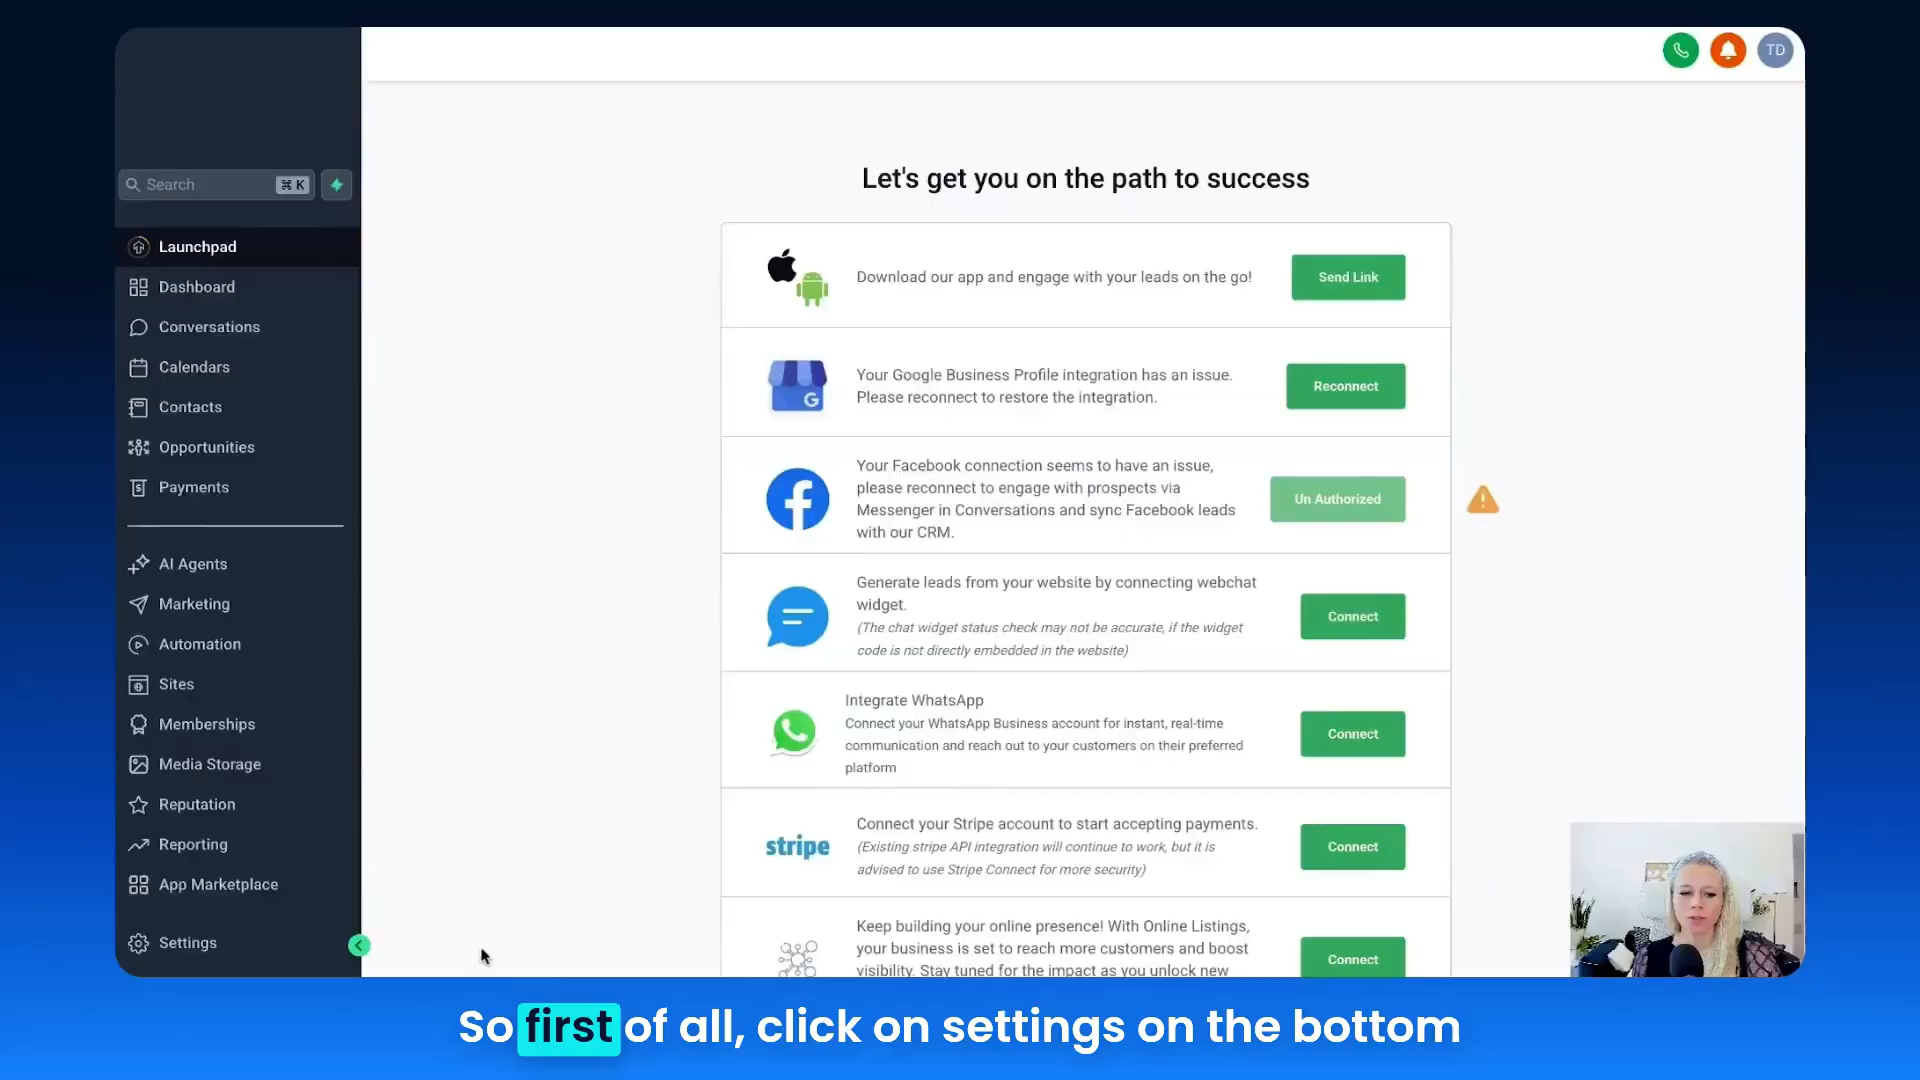 TD
Search
⌘ K
Launchpad
Dashboard
Conversations
Calendars
Contacts
Opportunities
Payments
AI Agents
Marketing
Automation
Sites
Memberships
Media Storage
Reputation
Reporting
App Marketplace
Settings
Let's get you on the path to success
Download our app and engage with your leads on the go!
Send Link
G
Your Google Business Profile integration has an issue.
Please reconnect to restore the integration.
Reconnect
Your Facebook connection seems to have an issue,
please reconnect to engage with prospects via
Messenger in Conversations and sync Facebook leads
with our CRM.
Un Authorized
Generate leads from your website by connecting webchat
widget.
(The chat widget status check may not be accurate, if the widget
code is not directly embedded in the website)
Connect
Integrate WhatsApp
Connect your WhatsApp Business account for instant, real-time
communication and reach out to your customers on their preferred
platform
Connect
stripe
Connect your Stripe account to start accepting payments.
(Existing stripe API integration will continue to work, but it is
advised to use Stripe Connect for more security)
Connect
Keep building your online presence! With Online Listings,
your business is set to reach more customers and boost
visibility. Stay tuned for the impact as you unlock new
Connect
So first of all, click on settings on the bottom